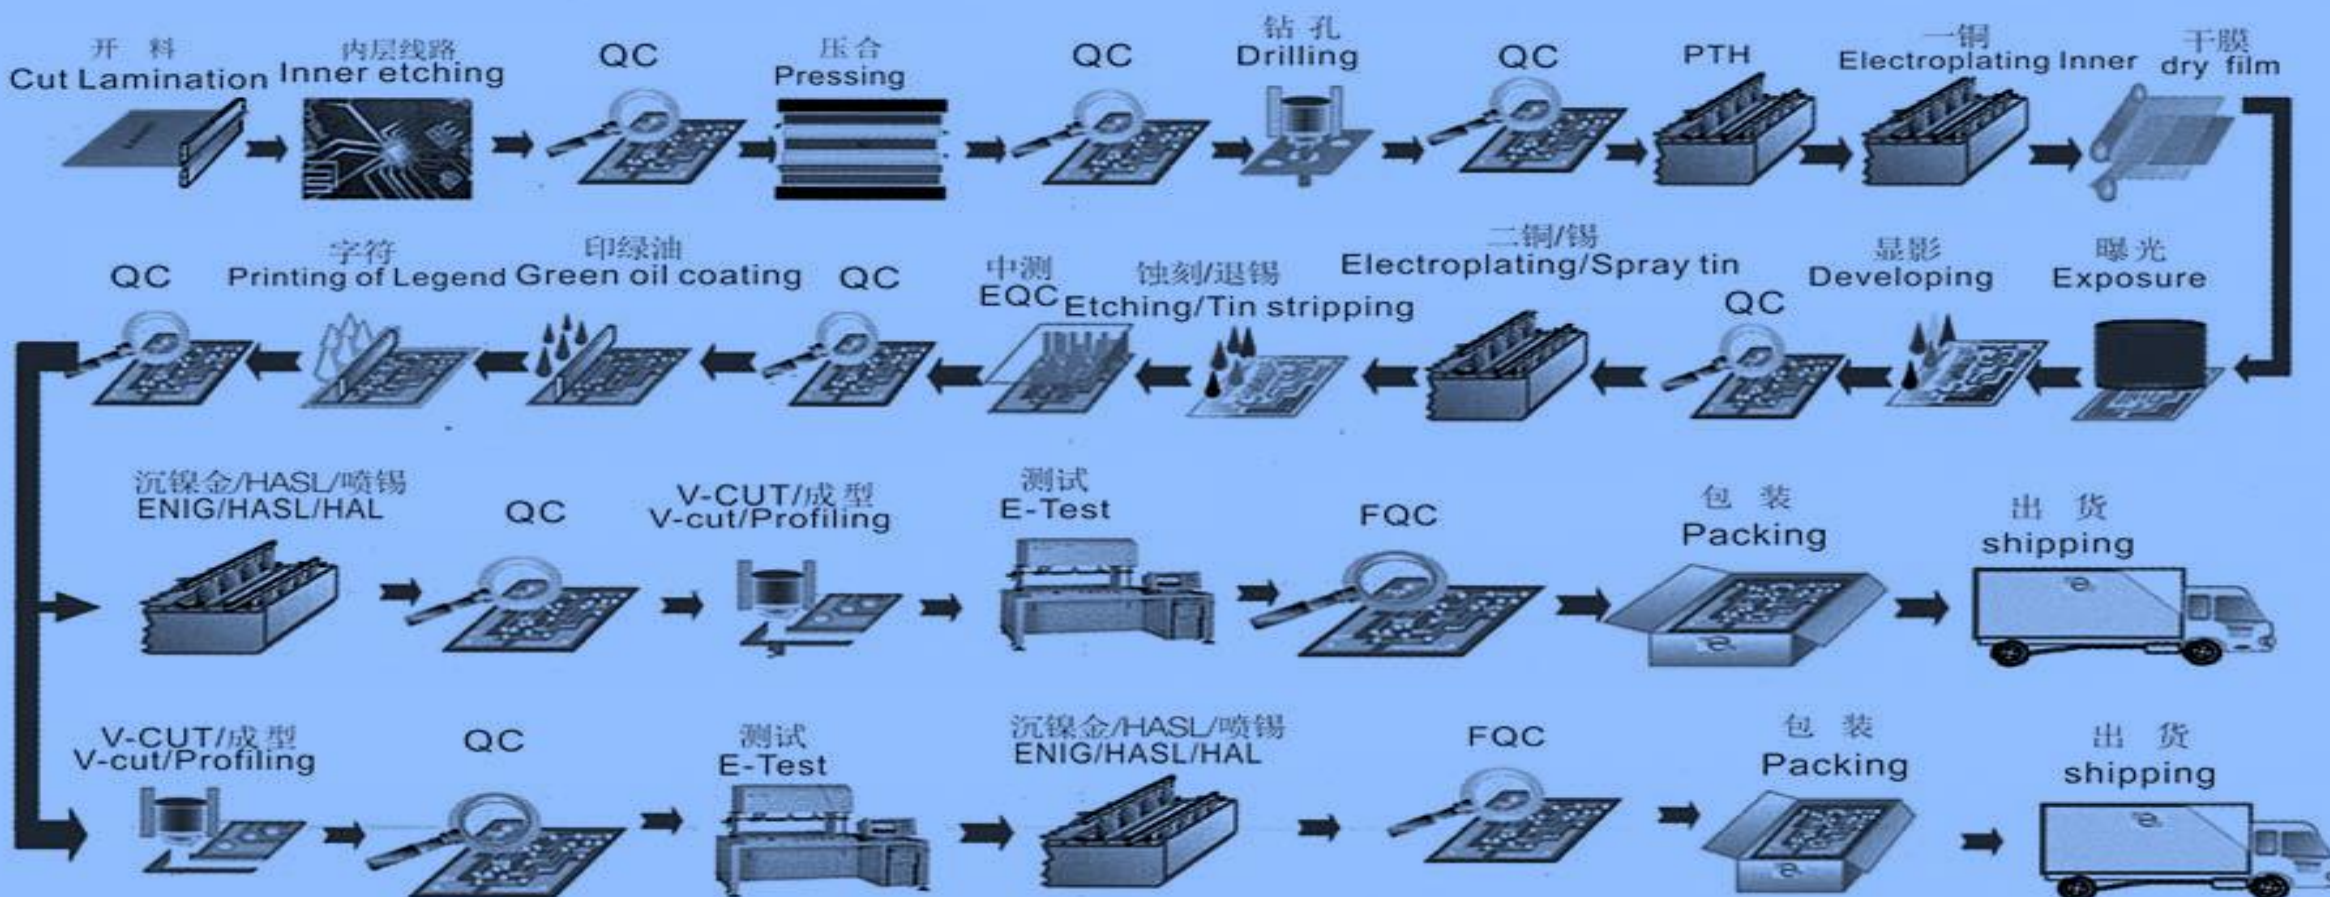 开 料
Cut Lamination
内层线路
Inner etching
QC
压合
Pressing
QC
钻 孔
Drilling
QC
PTH
一铜
Electroplating Inner
干膜
dry film
QC
字符
Printing of Legend
印绿油
Green oil coating
QC
中测
EQC
蚀刻/退锡
Etching/Tin stripping
二铜/锡
Electroplating/Spray tin
QC
显影
Developing
曝光
Exposure
沉镍金/HASL/喷锡
ENIG/HASL/HAL
QC
V-CUT/成型
V-cut/Profiling
测试
E-Test
FQC
包 装
Packing
出 货
shipping
V-CUT/成型
V-cut/Profiling
QC
测试
E-Test
沉镍金/HASL/喷锡
ENIG/HASL/HAL
FQC
包 装
Packing
出 货
shipping